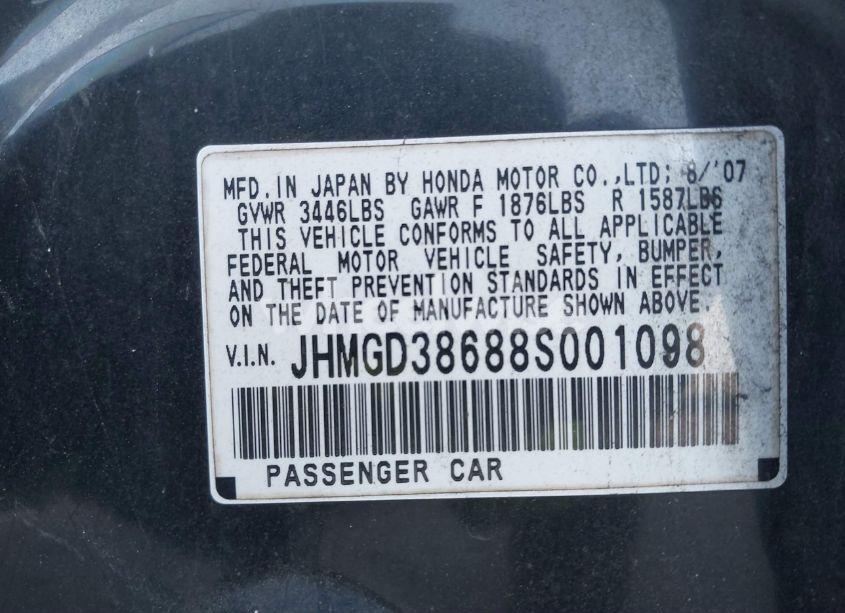 MFD. IN JAPAN BY HONDA MOTOR CO., LTD; 8/'07
GVWR 3446LBS GAWR F 1876LBS R 1587LBS
THIS VEHICLE CONFORMS TO ALL APPLICABLE
FEDERAL MOTOR VEHICLE SAFETY, BUMPER,
AND THEFT PREVENTION STANDARDS IN EFFECT
ON THE DATE OF MANUFACTURE SHOWN ABOVE.
V.I.N. JHMGD38688S001098
PASSENGER CAR